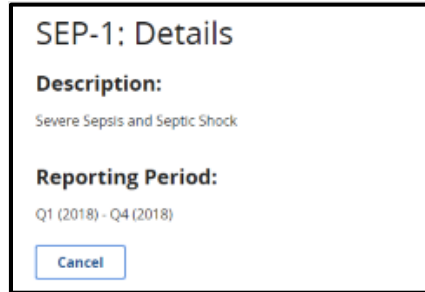 SEP-1: Details
Description:
Severe Sepsis and Septic Shock
Reporting Period:
Q1 (2018) - Q4 (2018)
Cancel